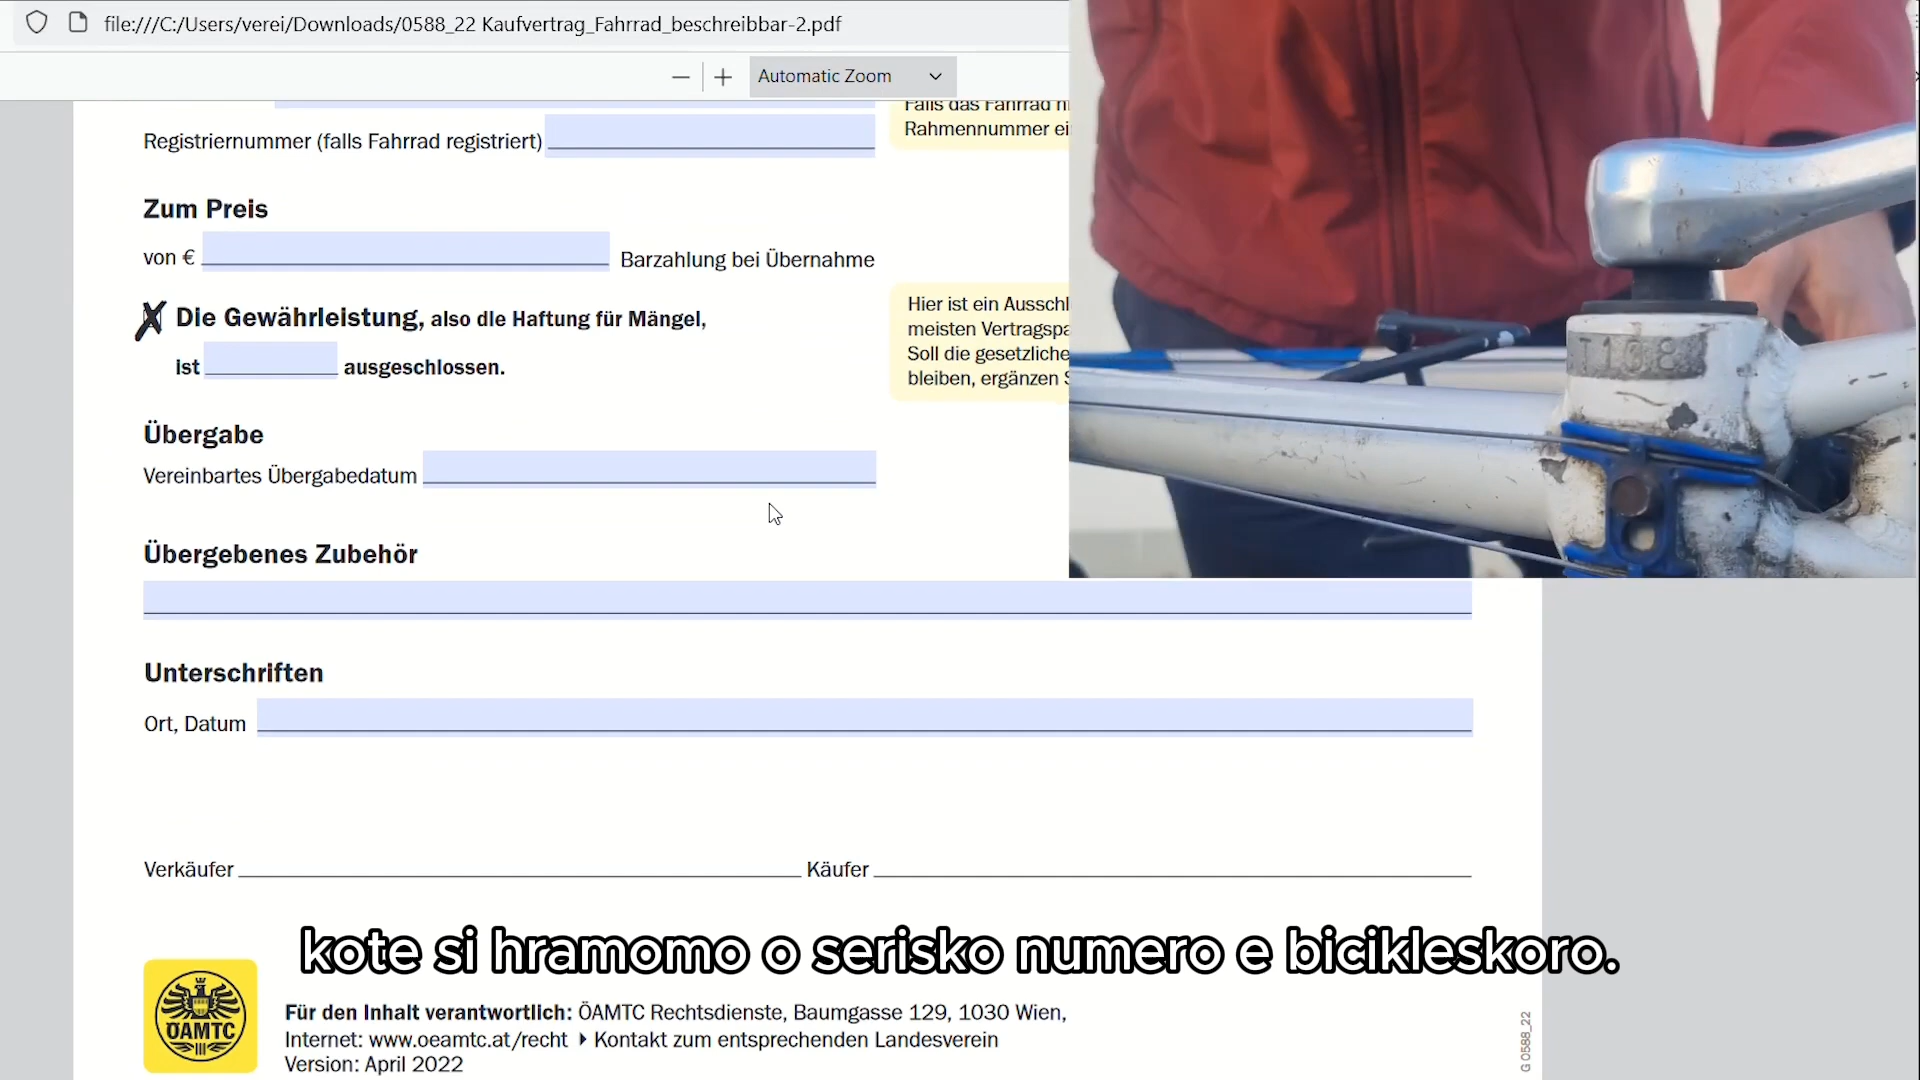 file:///C:/Users/verei/Downloads/0588_22 Kaufvertrag_Fahrrad_beschreibbar-2.pdf
Automatic Zoom
Falls das Fahrrad
Registriernummer (falls Fahrrad registriert)
Rahmennummer
Zum Preis
von € Barzahlung bei Übernahme
Hier ist ein
Die Gewährleistung, also die Haftung für Mängel,
meisten
Soll die gesetzliche
ist ausgeschlossen.
bleiben, ergänzen
T108
Übergabe
Vereinbartes Übergabedatum
Übergebenes Zubehör
Unterschriften
Ort, Datum
Verkäufer Käufer
kote si hramomo o serisko numero e bicikleskoro.
ÖAMTC
Für den Inhalt verantwortlich: ÖAMTC Rechtsdienste, Baumgasse 129, 1030 Wien,
Internet: www.oeamtc.at/recht Kontakt zum entsprechenden Landesverein
Version: April 2022
G 0588_22